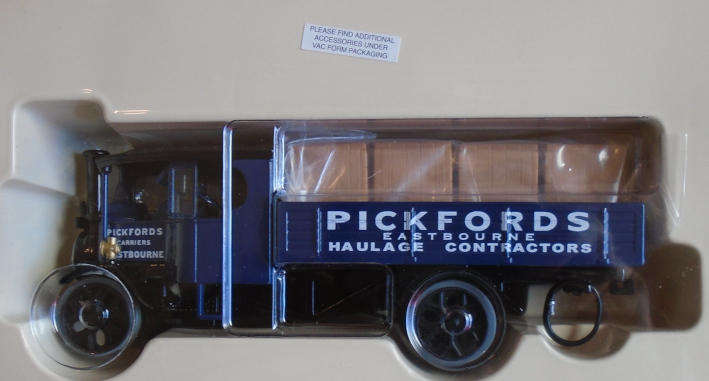 PLEASE FIND ADDITIONAL
ACCESSORIES UNDER
VAC FORM PACKAGING
PICKFORDS
CARRIERS
EASTBOURNE
PICKFORDS
EASTBOURNE
HAULAGE CONTRACTORS